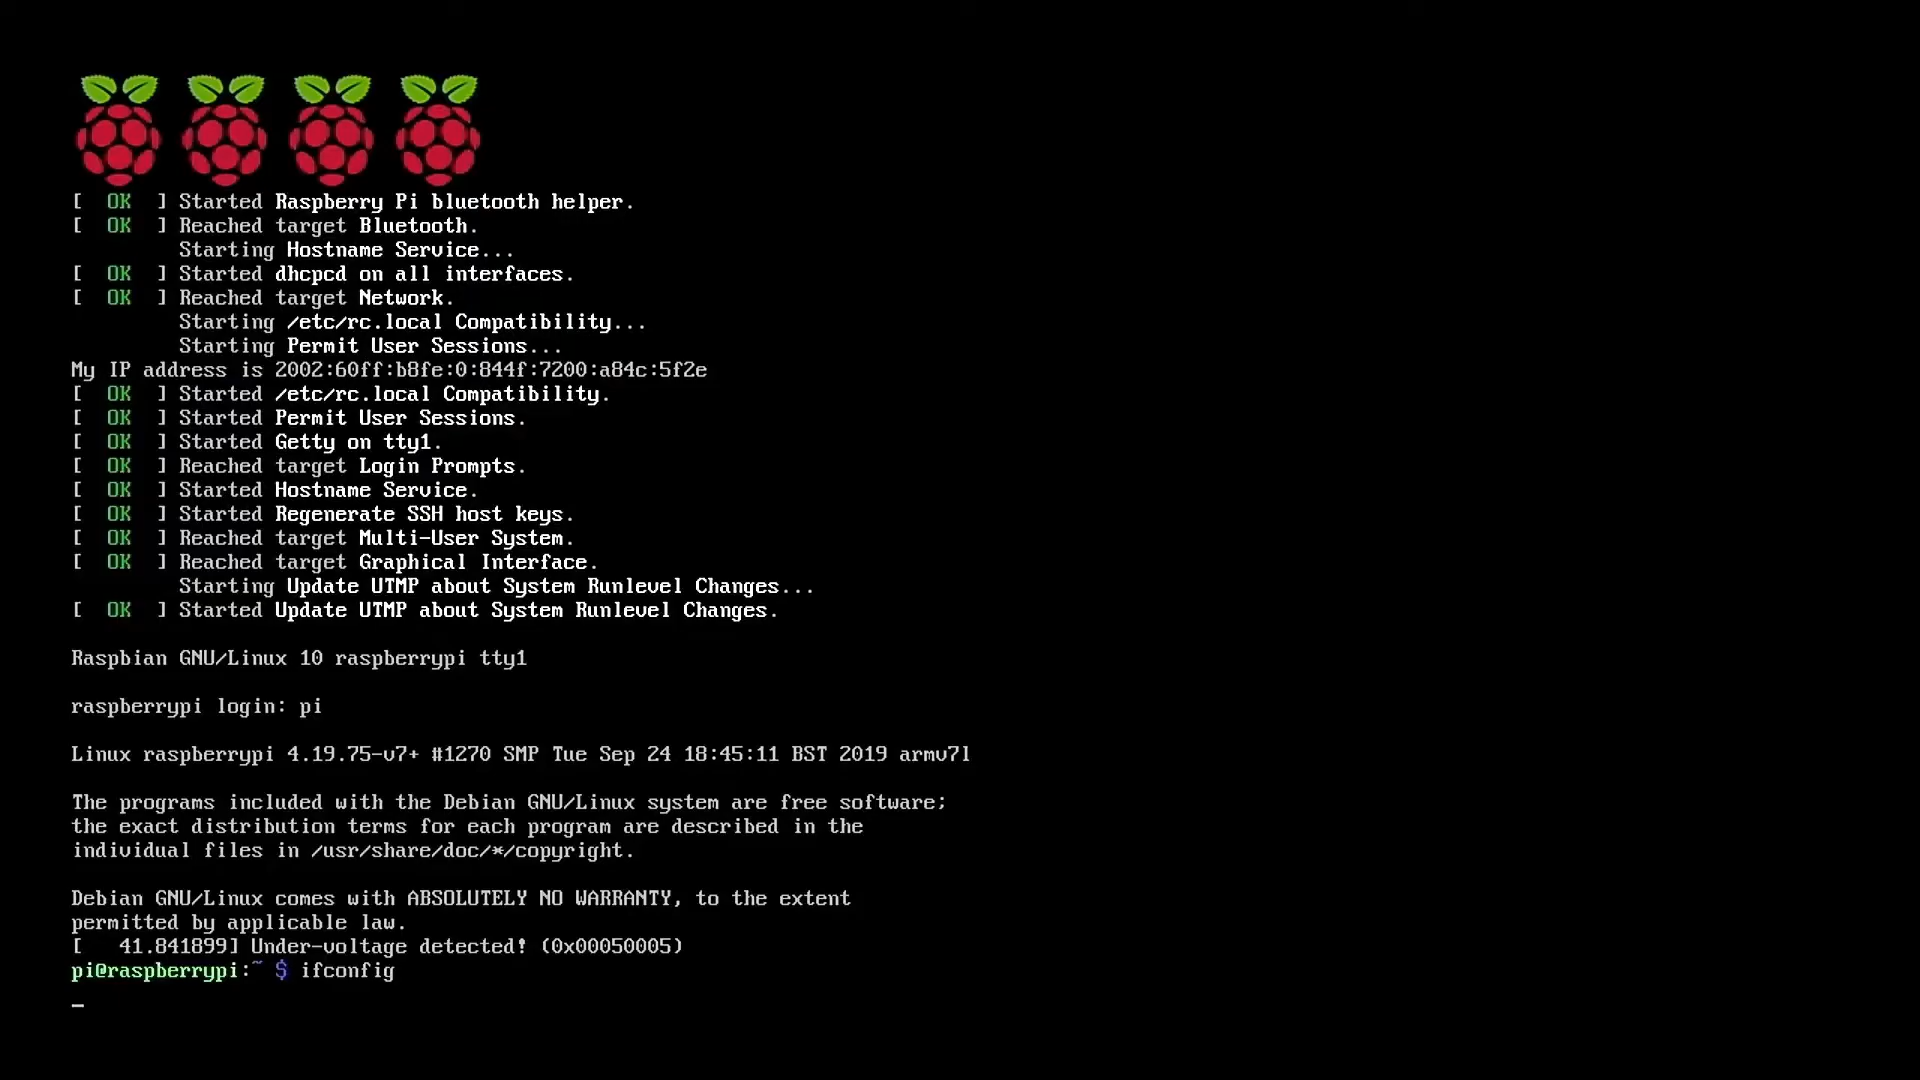 [  OK  ] Started Raspberry Pi bluetooth helper.
[  OK  ] Reached target Bluetooth.
Starting Hostname Service...
[  OK  ] Started dhcpcd on all interfaces.
[  OK  ] Reached target Network.
Starting /etc/rc.local Compatibility...
Starting Permit User Sessions...
My IP address is 2002:60ff:b8fe:0:844f:7200:a84c:5f2e
[  OK  ] Started /etc/rc.local Compatibility.
[  OK  ] Started Permit User Sessions.
[  OK  ] Started Getty on tty1.
[  OK  ] Reached target Login Prompts.
[  OK  ] Started Hostname Service.
[  OK  ] Started Regenerate SSH host keys.
[  OK  ] Reached target Multi-User System.
[  OK  ] Reached target Graphical Interface.
Starting Update UTMP about System Runlevel Changes...
[  OK  ] Started Update UTMP about System Runlevel Changes.
Raspbian GNU/Linux 10 raspberrypi tty1
raspberrypi login: pi
Linux raspberrypi 4.19.75-v7+ #1270 SMP Tue Sep 24 18:45:11 BST 2019 armv7l
The programs included with the Debian GNU/Linux system are free software;
the exact distribution terms for each program are described in the
individual files in /usr/share/doc/*/copyright.
Debian GNU/Linux comes with ABSOLUTELY NO WARRANTY, to the extent
permitted by applicable law.
[   41.841899] Under-voltage detected! (0x00050005)
pi@raspberrypi:~ $ ifconfig
_